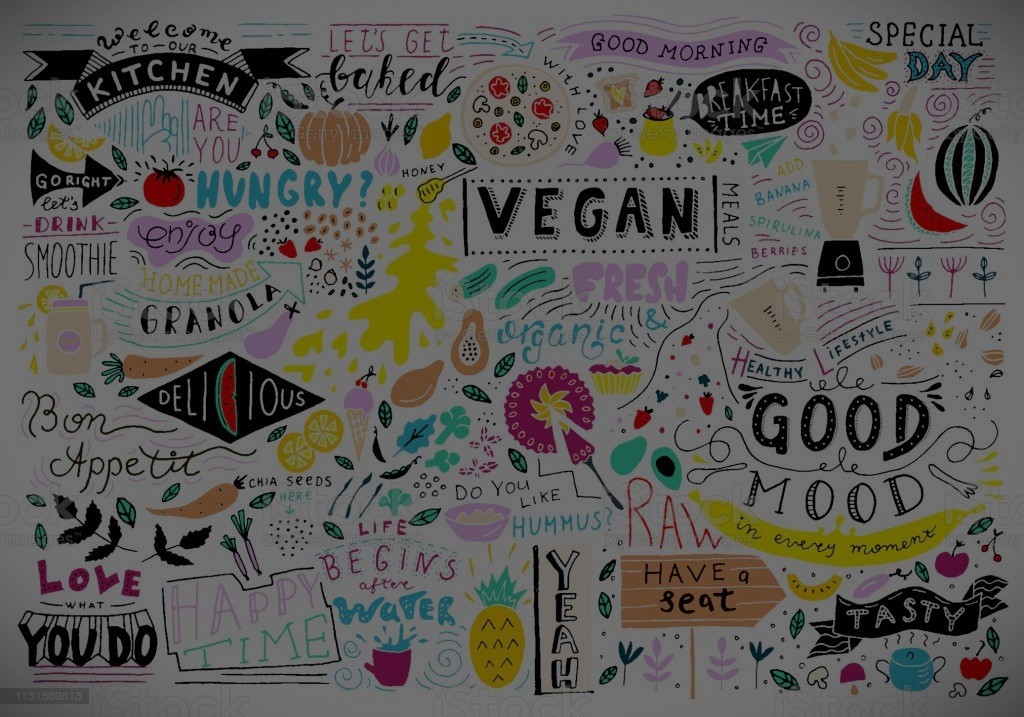 welcome
TO-OUR
KITCHEN
LET'S GET
baked
GOOD MORNING
SPECIAL
DAY
With LOVE
BREAKFAST
TIME
ARE
YOU
HUNGRY?
GO RIGHT
let's
DRINK
SMOOTHIE
HONEY
VEGAN
MEALS
ADD
BANANA
SPIRULINA
BERRIES
enjoy
HOMEMADE
GRANOLA
FRESH
&
organic
HEALTHY LIFESTYLE
DELICIOUS
Bon
Appetit
GOOD
MOOD
in every moment
CHIA SEEDS
HERE
DO YOU
LIKE
HUMMUS?
RAW
LIFE
BEGINS
after
WATER
LOVE
WHAT
YOU DO
HAPPY
TIME
YEAH
HAVE a
seat
TASTY
iStock
1151569513